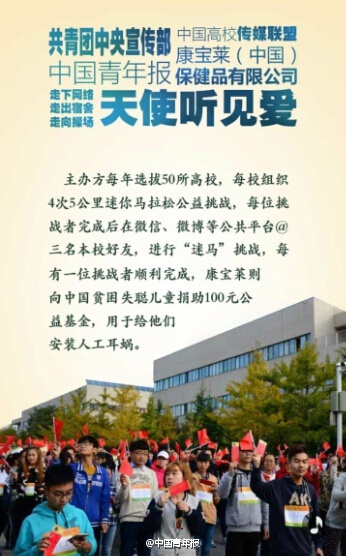 共青团中央宣传部
中国高校传媒联盟
中国青年报
康宝莱（中国）
保健品有限公司
走下网络
走出宿舍
走向操场
天使听见爱
主办方每年选拔50所高校，每校组织
4次5公里迷你马拉松公益挑战，每位挑
战者完成后在微信、微博等公共平台@
三名本校好友，进行“迷马”挑战，每
有一位挑战者顺利完成，康宝莱则
向中国贫困失聪儿童捐助100元公
益基金，用于给他们
安装人工耳蜗。
@中国青年报